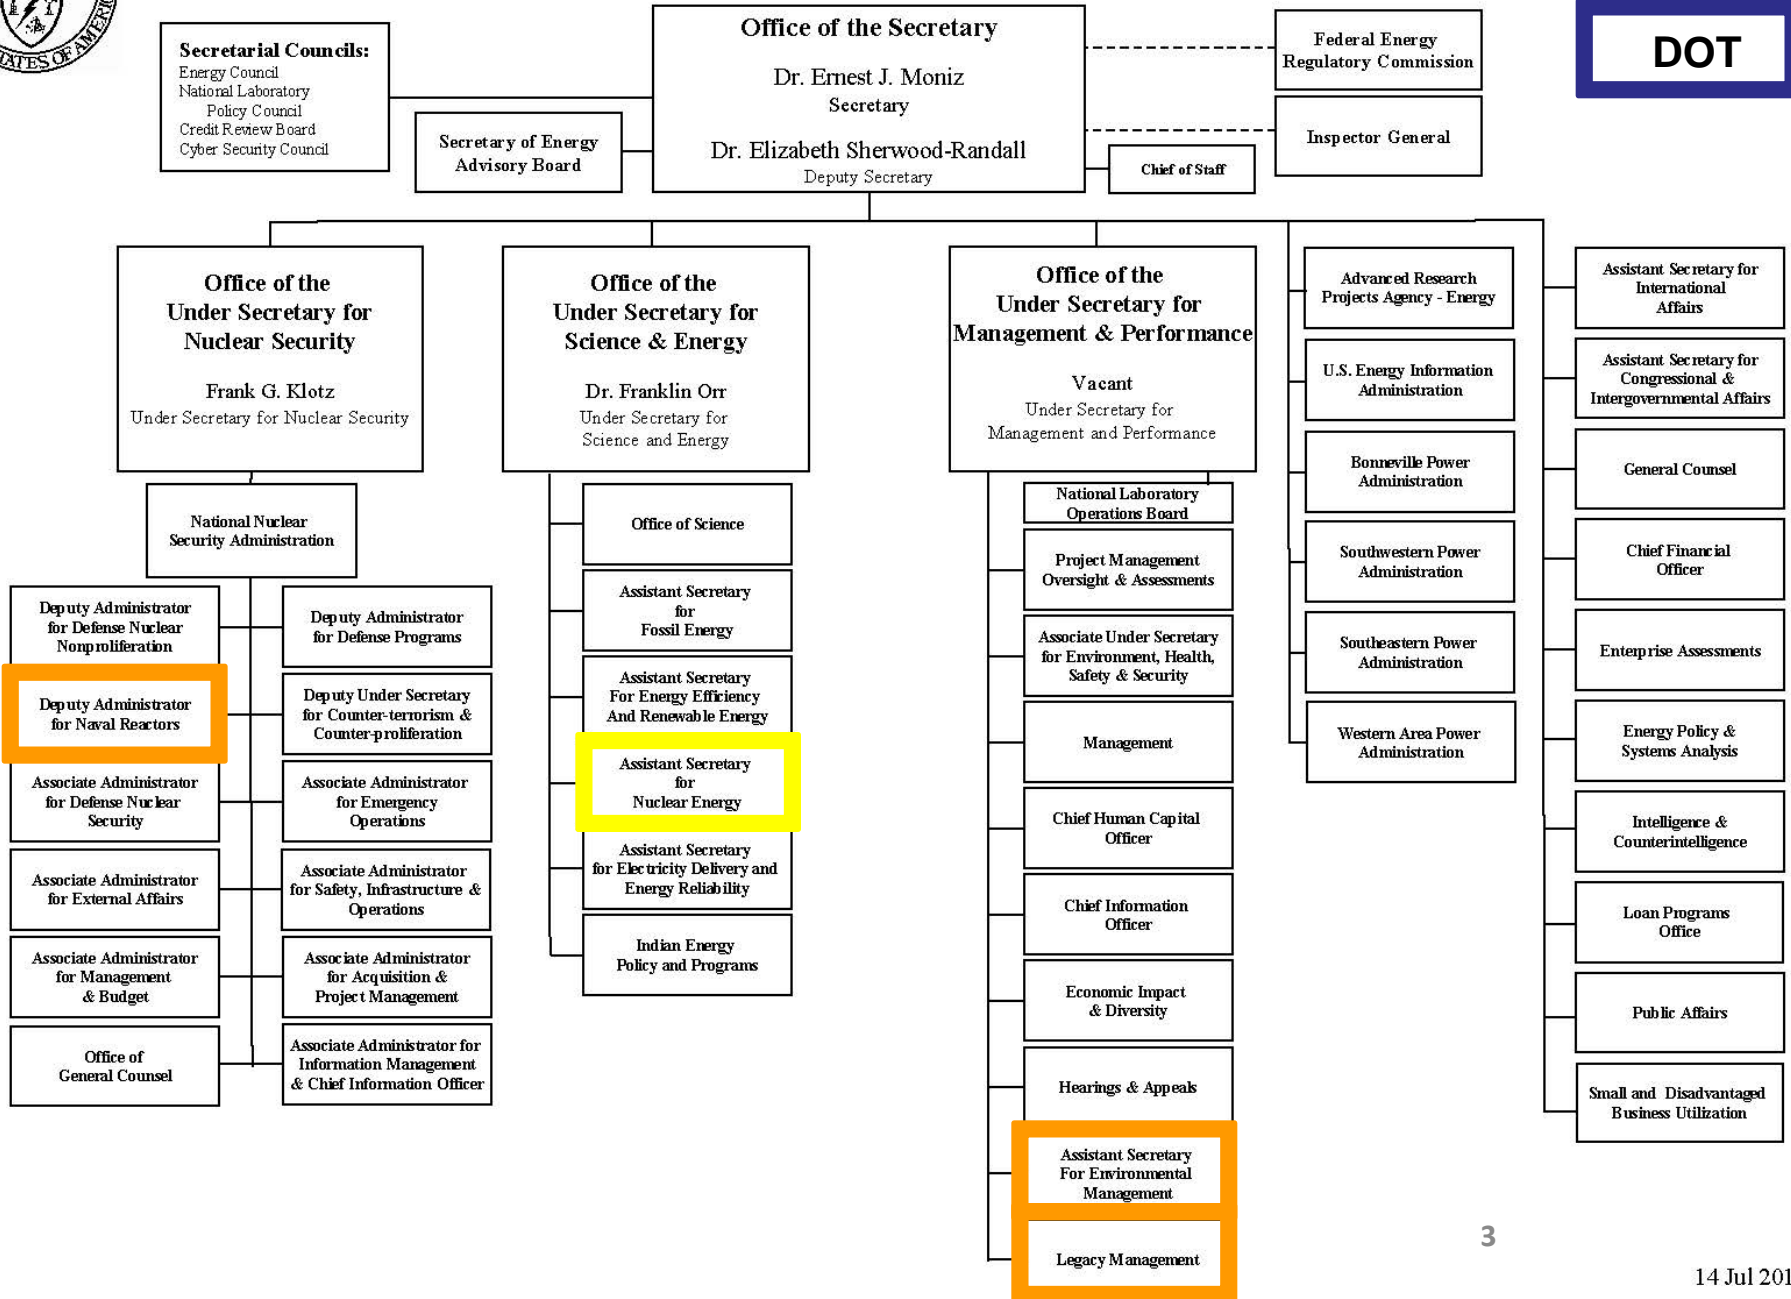 STATES OF AMERICA
Secretarial Councils:
Energy Council
National Laboratory
Policy Council
Credit Review Board
Cyber Security Council
Secretary of Energy
Advisory Board
Office of the Secretary
Dr. Ernest J. Moniz
Secretary
Dr. Elizabeth Sherwood-Randall
Deputy Secretary
Chief of Staff
Federal Energy
Regulatory Commission
Inspector General
DOT
Office of the
Under Secretary for
Nuclear Security
Frank G. Klotz
Under Secretary for Nuclear Security
National Nuclear
Security Administration
Deputy Administrator
for Defense Nuclear
Nonproliferation
Deputy Administrator
for Defense Programs
Deputy Administrator
for Naval Reactors
Deputy Under Secretary
for Counter-terrorism &
Counter-proliferation
Associate Administrator
for Defense Nuclear
Security
Associate Administrator
for Emergency
Operations
Associate Administrator
for External Affairs
Associate Administrator
for Safety, Infrastructure &
Operations
Associate Administrator
for Management
& Budget
Associate Administrator
for Acquisition &
Project Management
Office of
General Counsel
Associate Administrator for
Information Management
& Chief Information Officer
Office of the
Under Secretary for
Science & Energy
Dr. Franklin Orr
Under Secretary for
Science and Energy
Office of Science
Assistant Secretary
for
Fossil Energy
Assistant Secretary
For Energy Efficiency
And Renewable Energy
Assistant Secretary
for
Nuclear Energy
Assistant Secretary
for Electricity Delivery and
Energy Reliability
Indian Energy
Policy and Programs
Office of the
Under Secretary for
Management & Performance
Vacant
Under Secretary for
Management and Performance
National Laboratory
Operations Board
Project Management
Oversight & Assessments
Associate Under Secretary
for Environment, Health,
Safety & Security
Management
Chief Human Capital
Officer
Chief Information
Officer
Economic Impact
& Diversity
Hearings & Appeals
Assistant Secretary
For Environmental
Management
Legacy Management
Advanced Research
Projects Agency - Energy
U.S. Energy Information
Administration
Bonneville Power
Administration
Southwestern Power
Administration
Southeastern Power
Administration
Western Area Power
Administration
Assistant Secretary for
International
Affairs
Assistant Secretary for
Congressional &
Intergovernmental Affairs
General Counsel
Chief Financial
Officer
Enterprise Assessments
Energy Policy &
Systems Analysis
Intelligence &
Counterintelligence
Loan Programs
Office
Public Affairs
Small and Disadvantaged
Business Utilization
3
14 Jul 201